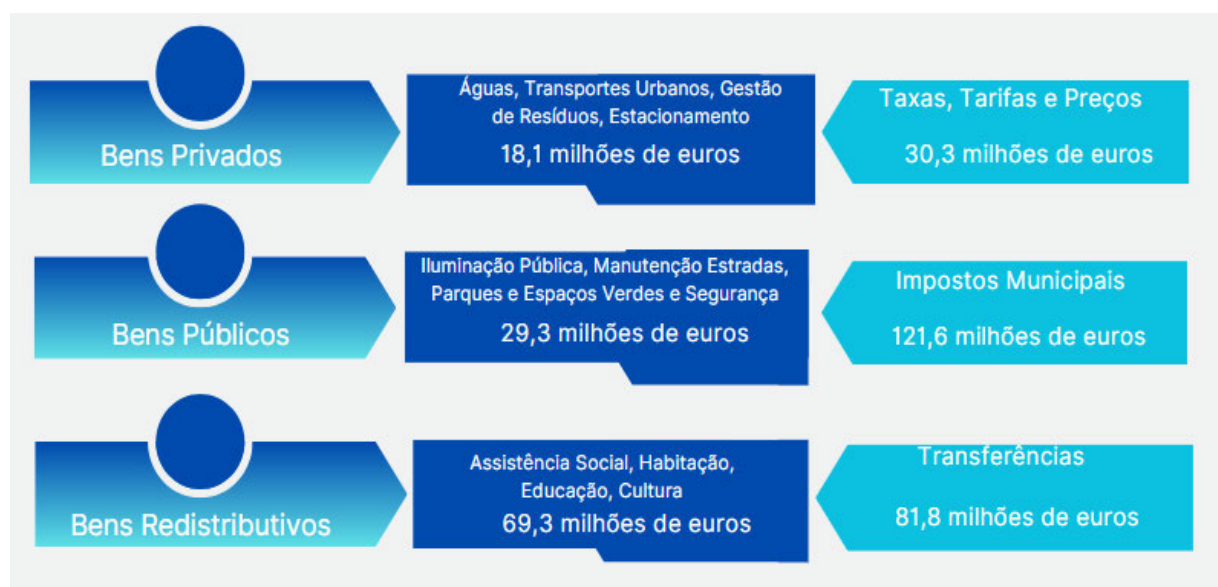 Bens Privados
Águas, Transportes Urbanos, Gestão
de Resíduos, Estacionamento
18,1 milhões de euros
Taxas, Tarifas e Preços
30,3 milhões de euros
Bens Públicos
Iluminação Pública, Manutenção Estradas,
Parques e Espaços Verdes e Segurança
29,3 milhões de euros
Impostos Municipais
121,6 milhões de euros
Bens Redistributivos
Assistência Social, Habitação,
Educação, Cultura
69,3 milhões de euros
Transferências
81,8 milhões de euros